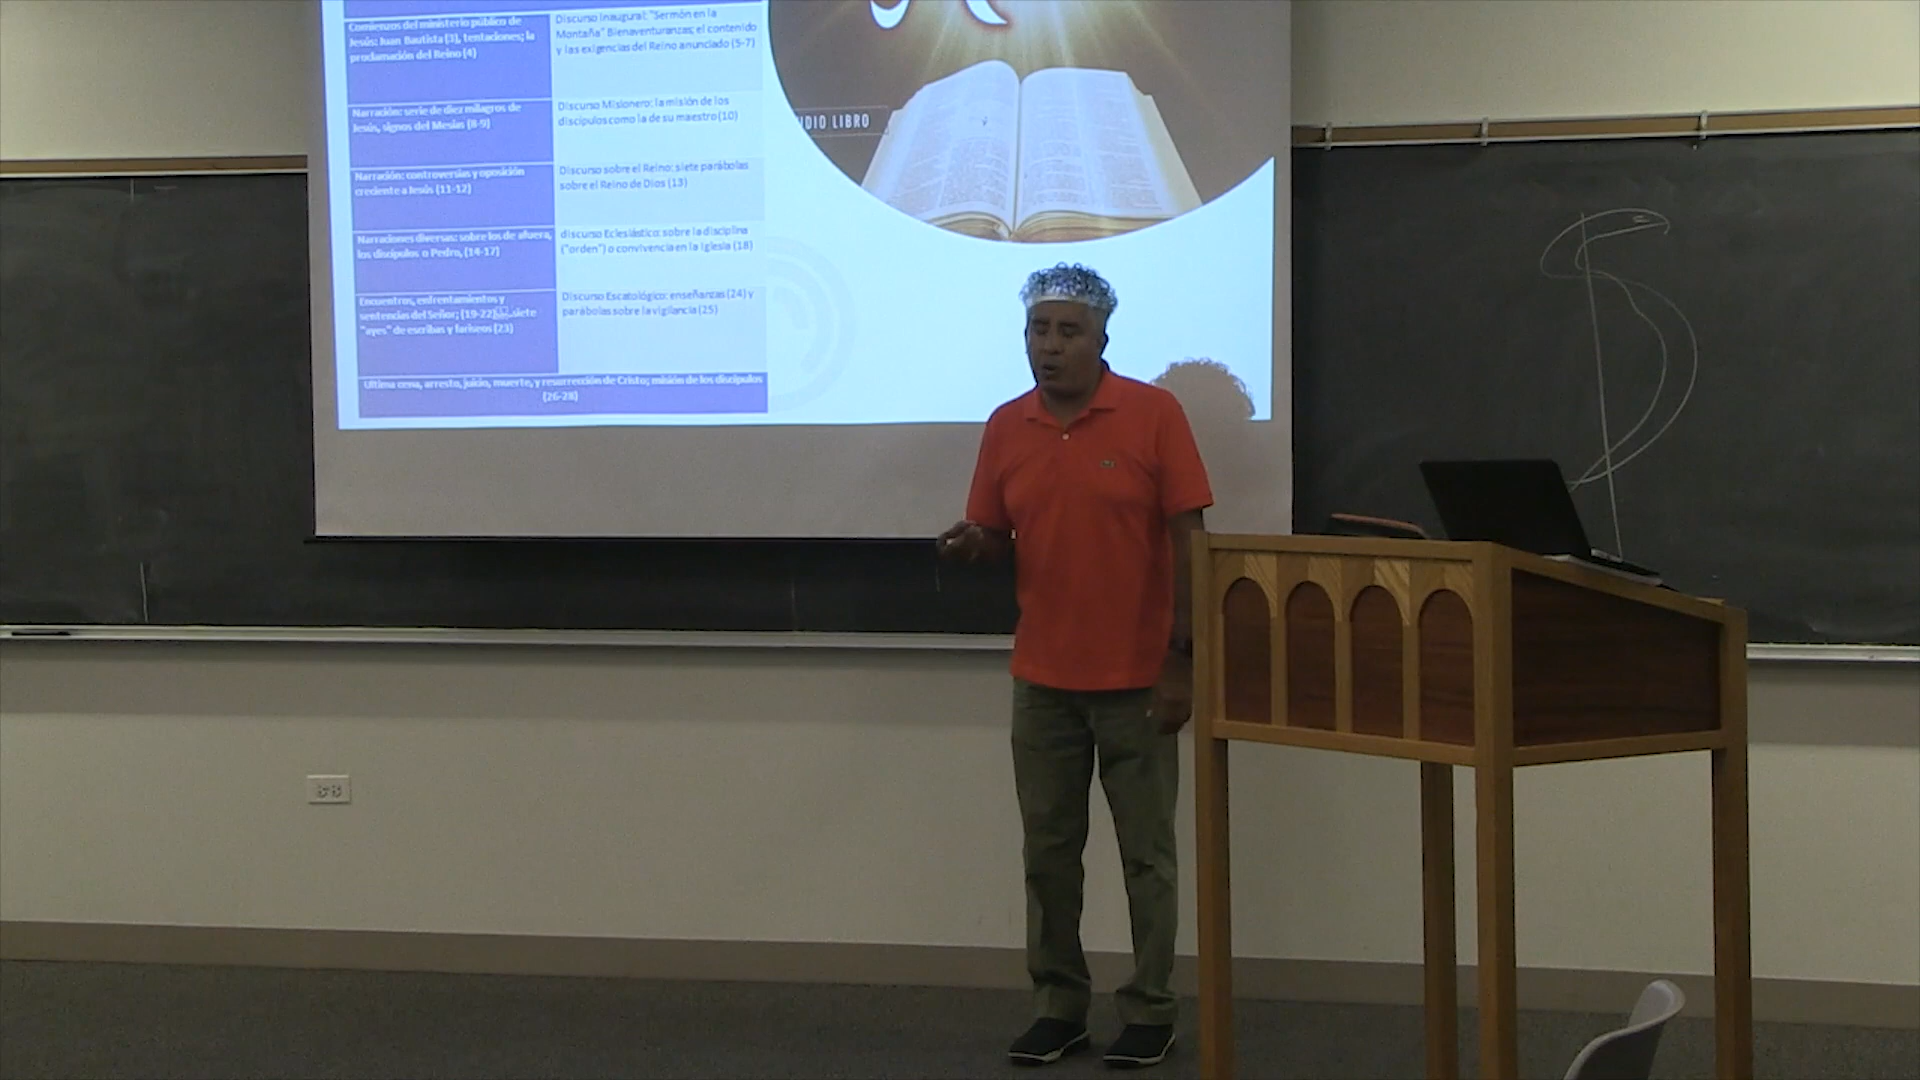 Comienzos del ministerio público de
Jesús: Juan Bautista (3), tentaciones; la
proclamación del Reino (4)
Discurso Inaugural: "Sermón en la
Montaña" Bienaventuranzas; el contenido
y las exigencias del Reino anunciado (5-7)
Narración: serie de diez milagros de
Jesús, signos del Mesías (8-9)
Discurso Misionero: la misión de los
discípulos como la de su maestro (10)
Narración: controversias y oposición
creciente a Jesús (11-12)
Discurso sobre el Reino: siete parábolas
sobre el Reino de Dios (13)
Narraciones diversas: sobre los de afuera,
los discípulos o Pedro, (14-17)
discurso Eclesiástico: sobre la disciplina
("orden") o convivencia en la Iglesia (18)
Encuentros, enfrentamientos y
sentencias del Señor; (19-22) siete
"ayes" de escribas y fariseos (23)
Discurso Escatológico: enseñanzas (24) y
parábolas sobre la vigilancia (25)
Ultima cena, arresto, juicio, muerte, y resurrección de Cristo; misión de los discípulos
(26-28)
UDIO LIBRO